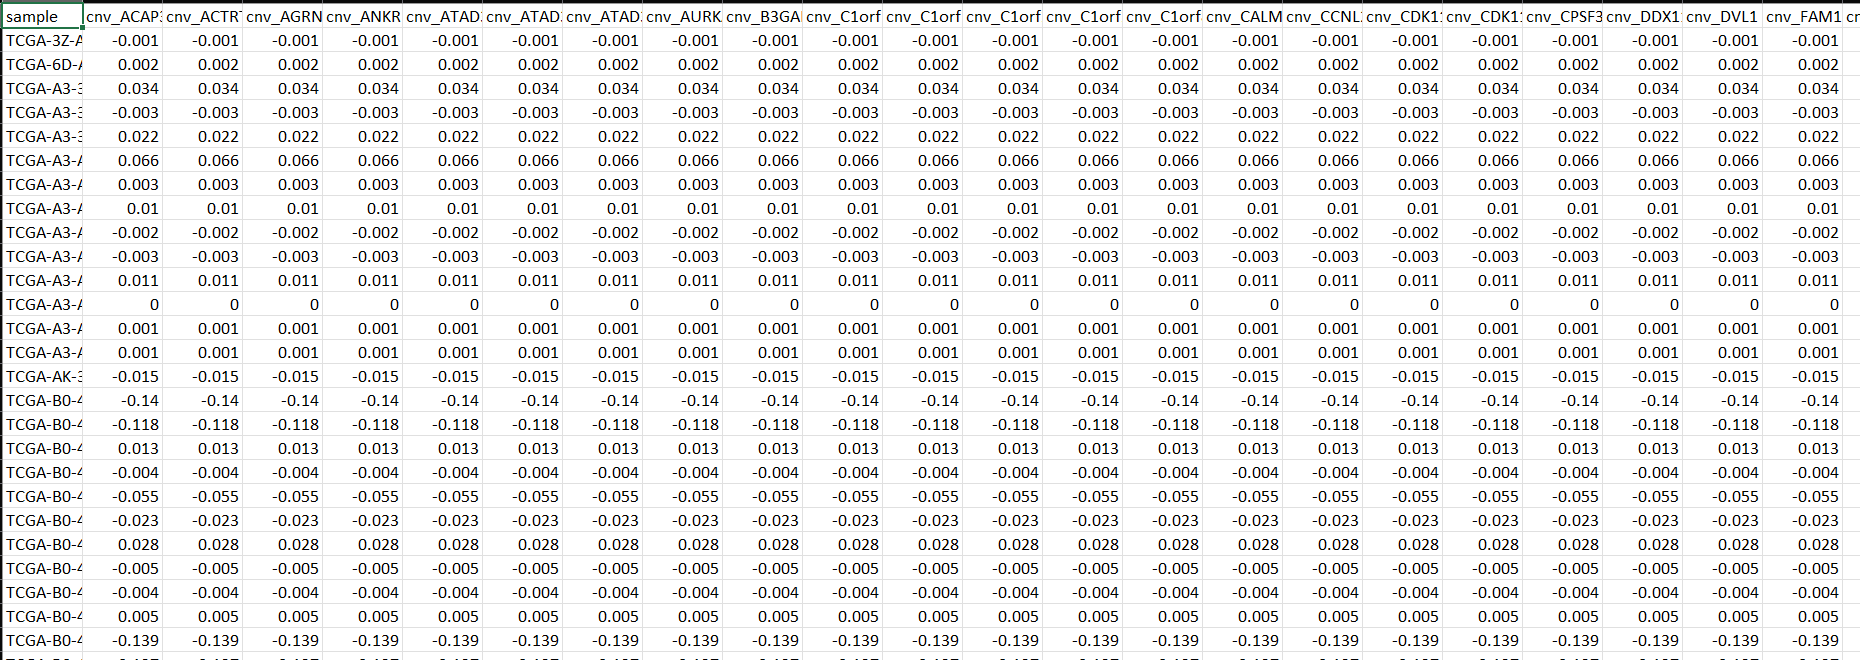 sample cnv_ACAP3 cnv_ACTR cnv_AGRN cnv_ANKR cnv_ATAD cnv_ATAD cnv_ATAD cnv_AURK cnv_B3GA cnv_C1orf cnv_C1orf cnv_C1orf cnv_C1orf cnv_C1orf cnv_CALM cnv_CCNL cnv_CDK1 cnv_CDK1 cnv_CPSF3 cnv_DDX1 cnv_DVL1 cnv_FAM1 cn
TCGA-3Z-A -0.001 -0.001 -0.001 -0.001 -0.001 -0.001 -0.001 -0.001 -0.001 -0.001 -0.001 -0.001 -0.001 -0.001 -0.001 -0.001 -0.001 -0.001 -0.001 -0.001 -0.001 -0.001
TCGA-6D-A 0.002 0.002 0.002 0.002 0.002 0.002 0.002 0.002 0.002 0.002 0.002 0.002 0.002 0.002 0.002 0.002 0.002 0.002 0.002 0.002 0.002 0.002
TCGA-A3-3 0.034 0.034 0.034 0.034 0.034 0.034 0.034 0.034 0.034 0.034 0.034 0.034 0.034 0.034 0.034 0.034 0.034 0.034 0.034 0.034 0.034 0.034
TCGA-A3-3 -0.003 -0.003 -0.003 -0.003 -0.003 -0.003 -0.003 -0.003 -0.003 -0.003 -0.003 -0.003 -0.003 -0.003 -0.003 -0.003 -0.003 -0.003 -0.003 -0.003 -0.003 -0.003
TCGA-A3-3 0.022 0.022 0.022 0.022 0.022 0.022 0.022 0.022 0.022 0.022 0.022 0.022 0.022 0.022 0.022 0.022 0.022 0.022 0.022 0.022 0.022 0.022
TCGA-A3-A 0.066 0.066 0.066 0.066 0.066 0.066 0.066 0.066 0.066 0.066 0.066 0.066 0.066 0.066 0.066 0.066 0.066 0.066 0.066 0.066 0.066 0.066
TCGA-A3-A 0.003 0.003 0.003 0.003 0.003 0.003 0.003 0.003 0.003 0.003 0.003 0.003 0.003 0.003 0.003 0.003 0.003 0.003 0.003 0.003 0.003 0.003
TCGA-A3-A 0.01 0.01 0.01 0.01 0.01 0.01 0.01 0.01 0.01 0.01 0.01 0.01 0.01 0.01 0.01 0.01 0.01 0.01 0.01 0.01 0.01 0.01
TCGA-A3-A -0.002 -0.002 -0.002 -0.002 -0.002 -0.002 -0.002 -0.002 -0.002 -0.002 -0.002 -0.002 -0.002 -0.002 -0.002 -0.002 -0.002 -0.002 -0.002 -0.002 -0.002 -0.002
TCGA-A3-A -0.003 -0.003 -0.003 -0.003 -0.003 -0.003 -0.003 -0.003 -0.003 -0.003 -0.003 -0.003 -0.003 -0.003 -0.003 -0.003 -0.003 -0.003 -0.003 -0.003 -0.003 -0.003
TCGA-A3-A 0.011 0.011 0.011 0.011 0.011 0.011 0.011 0.011 0.011 0.011 0.011 0.011 0.011 0.011 0.011 0.011 0.011 0.011 0.011 0.011 0.011 0.011
TCGA-A3-A 0 0 0 0 0 0 0 0 0 0 0 0 0 0 0 0 0 0 0 0 0 0
TCGA-A3-A 0.001 0.001 0.001 0.001 0.001 0.001 0.001 0.001 0.001 0.001 0.001 0.001 0.001 0.001 0.001 0.001 0.001 0.001 0.001 0.001 0.001 0.001
TCGA-A3-A 0.001 0.001 0.001 0.001 0.001 0.001 0.001 0.001 0.001 0.001 0.001 0.001 0.001 0.001 0.001 0.001 0.001 0.001 0.001 0.001 0.001 0.001
TCGA-AK-3 -0.015 -0.015 -0.015 -0.015 -0.015 -0.015 -0.015 -0.015 -0.015 -0.015 -0.015 -0.015 -0.015 -0.015 -0.015 -0.015 -0.015 -0.015 -0.015 -0.015 -0.015 -0.015
TCGA-B0-4 -0.14 -0.14 -0.14 -0.14 -0.14 -0.14 -0.14 -0.14 -0.14 -0.14 -0.14 -0.14 -0.14 -0.14 -0.14 -0.14 -0.14 -0.14 -0.14 -0.14 -0.14 -0.14
TCGA-B0-4 -0.118 -0.118 -0.118 -0.118 -0.118 -0.118 -0.118 -0.118 -0.118 -0.118 -0.118 -0.118 -0.118 -0.118 -0.118 -0.118 -0.118 -0.118 -0.118 -0.118 -0.118 -0.118
TCGA-B0-4 0.013 0.013 0.013 0.013 0.013 0.013 0.013 0.013 0.013 0.013 0.013 0.013 0.013 0.013 0.013 0.013 0.013 0.013 0.013 0.013 0.013 0.013
TCGA-B0-4 -0.004 -0.004 -0.004 -0.004 -0.004 -0.004 -0.004 -0.004 -0.004 -0.004 -0.004 -0.004 -0.004 -0.004 -0.004 -0.004 -0.004 -0.004 -0.004 -0.004 -0.004 -0.004
TCGA-B0-4 -0.055 -0.055 -0.055 -0.055 -0.055 -0.055 -0.055 -0.055 -0.055 -0.055 -0.055 -0.055 -0.055 -0.055 -0.055 -0.055 -0.055 -0.055 -0.055 -0.055 -0.055 -0.055
TCGA-B0-4 -0.023 -0.023 -0.023 -0.023 -0.023 -0.023 -0.023 -0.023 -0.023 -0.023 -0.023 -0.023 -0.023 -0.023 -0.023 -0.023 -0.023 -0.023 -0.023 -0.023 -0.023 -0.023
TCGA-B0-4 0.028 0.028 0.028 0.028 0.028 0.028 0.028 0.028 0.028 0.028 0.028 0.028 0.028 0.028 0.028 0.028 0.028 0.028 0.028 0.028 0.028 0.028
TCGA-B0-4 -0.005 -0.005 -0.005 -0.005 -0.005 -0.005 -0.005 -0.005 -0.005 -0.005 -0.005 -0.005 -0.005 -0.005 -0.005 -0.005 -0.005 -0.005 -0.005 -0.005 -0.005 -0.005
TCGA-B0-4 -0.004 -0.004 -0.004 -0.004 -0.004 -0.004 -0.004 -0.004 -0.004 -0.004 -0.004 -0.004 -0.004 -0.004 -0.004 -0.004 -0.004 -0.004 -0.004 -0.004 -0.004 -0.004
TCGA-B0-4 0.005 0.005 0.005 0.005 0.005 0.005 0.005 0.005 0.005 0.005 0.005 0.005 0.005 0.005 0.005 0.005 0.005 0.005 0.005 0.005 0.005 0.005
TCGA-B0-4 -0.139 -0.139 -0.139 -0.139 -0.139 -0.139 -0.139 -0.139 -0.139 -0.139 -0.139 -0.139 -0.139 -0.139 -0.139 -0.139 -0.139 -0.139 -0.139 -0.139 -0.139 -0.139